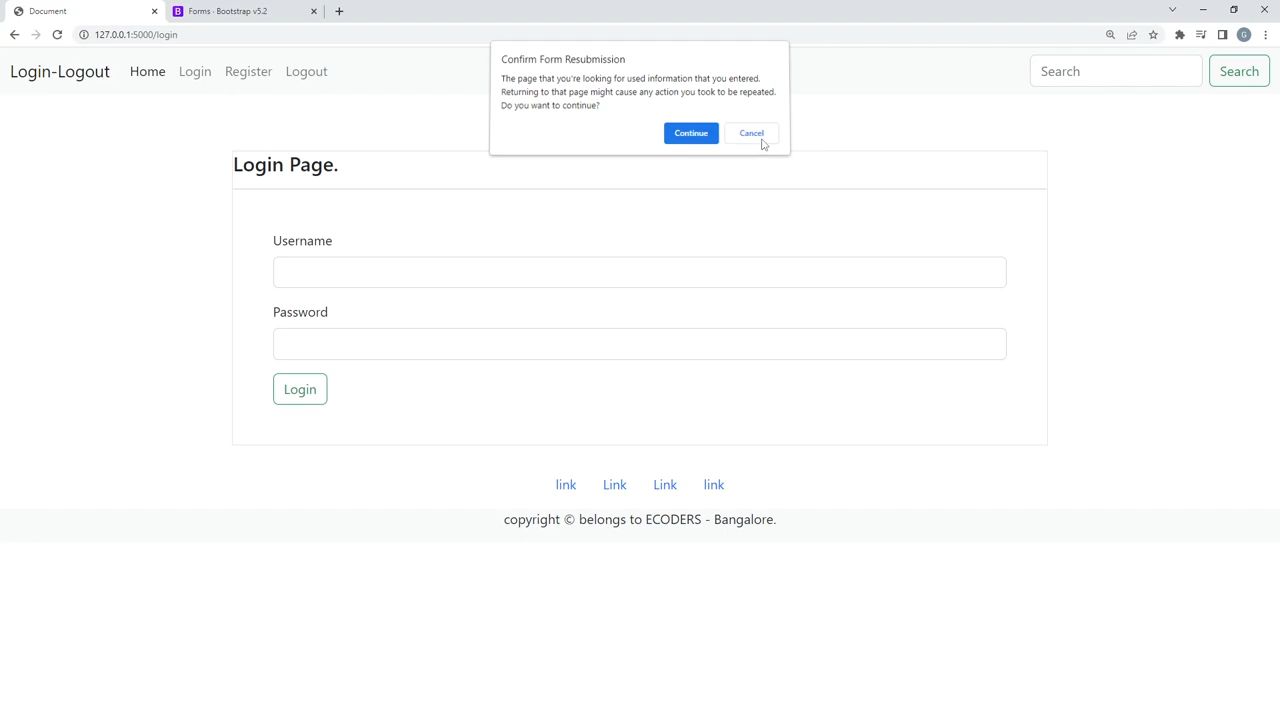 Document
Forms · Bootstrap v5.2
127.0.0.1:5000/login
G
Login-Logout Home Login Register Logout Search Search
Confirm Form Resubmission
The page that you're looking for used information that you entered.
Returning to that page might cause any action you took to be repeated.
Do you want to continue?
Continue Cancel
Login Page.
Username
Password
Login
link Link Link link
copyright © belongs to ECODERS - Bangalore.